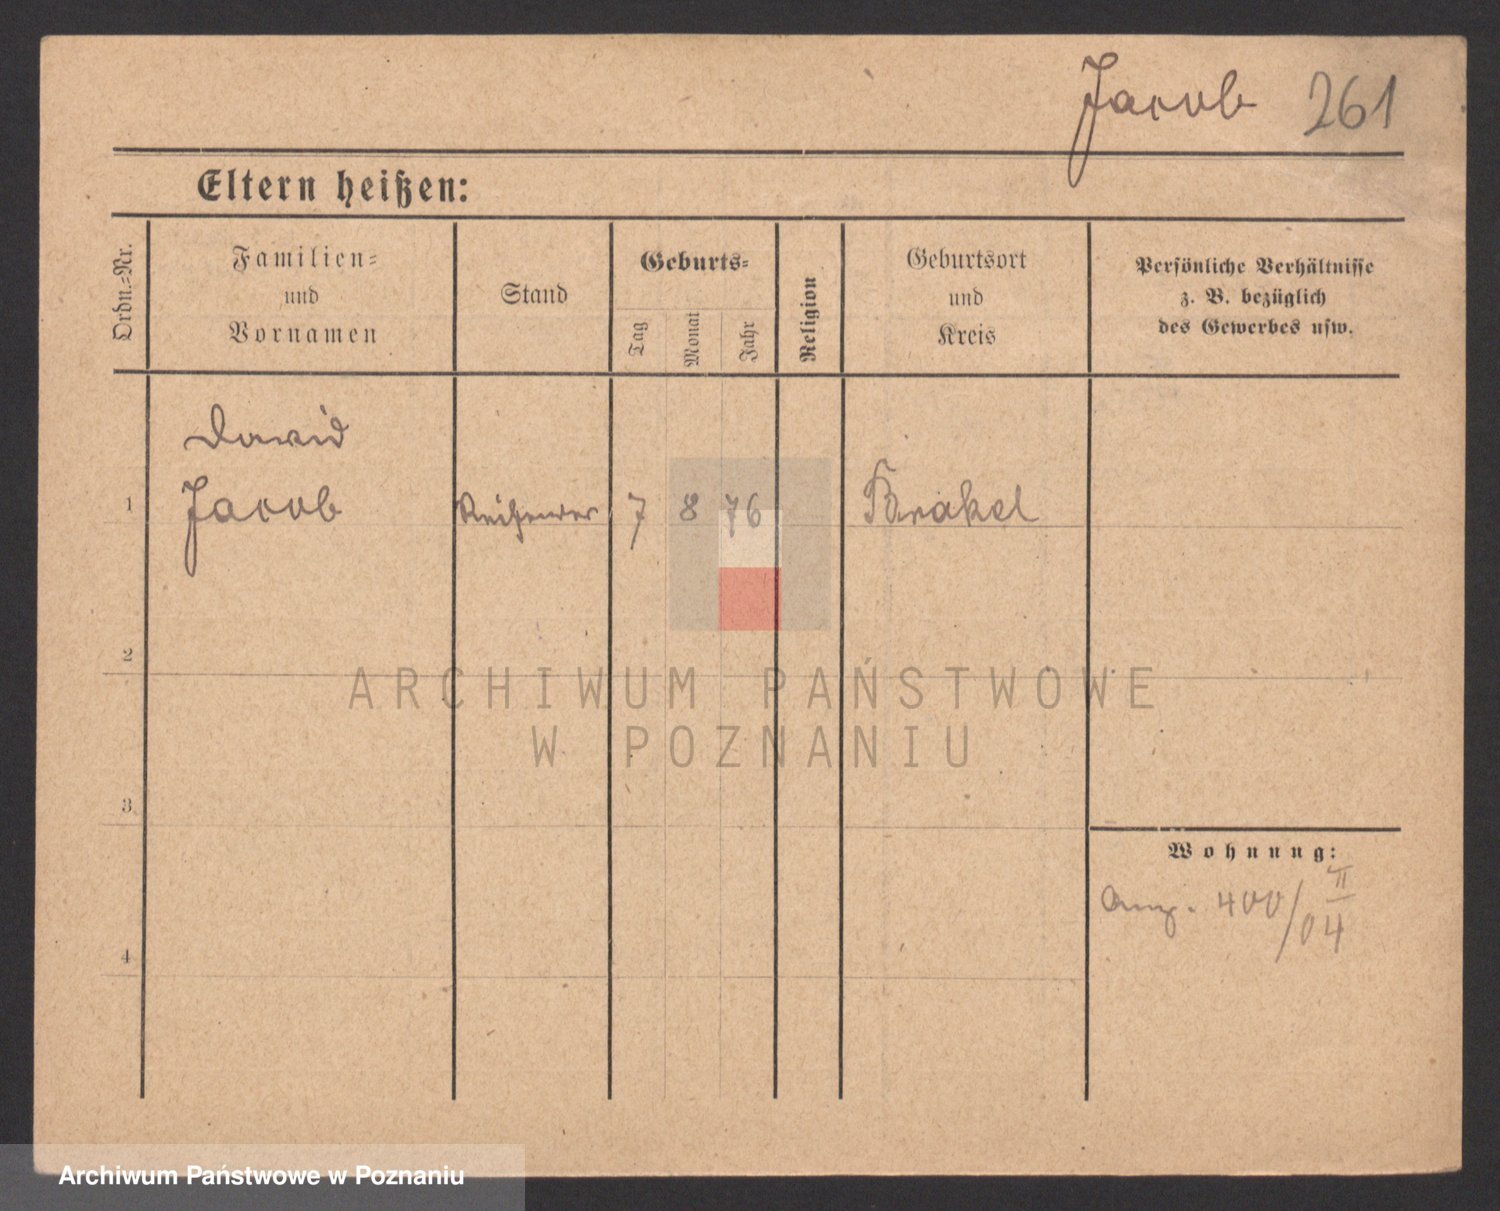 Jacob 261
Eltern heißen:
Ordn.-Nr.
Familien-
und
Vornamen
Stand
Geburts-
Tag
Monat
Jahr
Religion
Geburtsort
und
Kreis
Persönliche Verhältnisse
z. B. bezüglich
des Gewerbes usw.
David
1 Jacob 7 8 76 Brakel
2
ARCHIWUM PAŃSTWOWE
W POZNANIU
3
Wohnung:
400/04 II
4
Archiwum Państwowe w Poznaniu